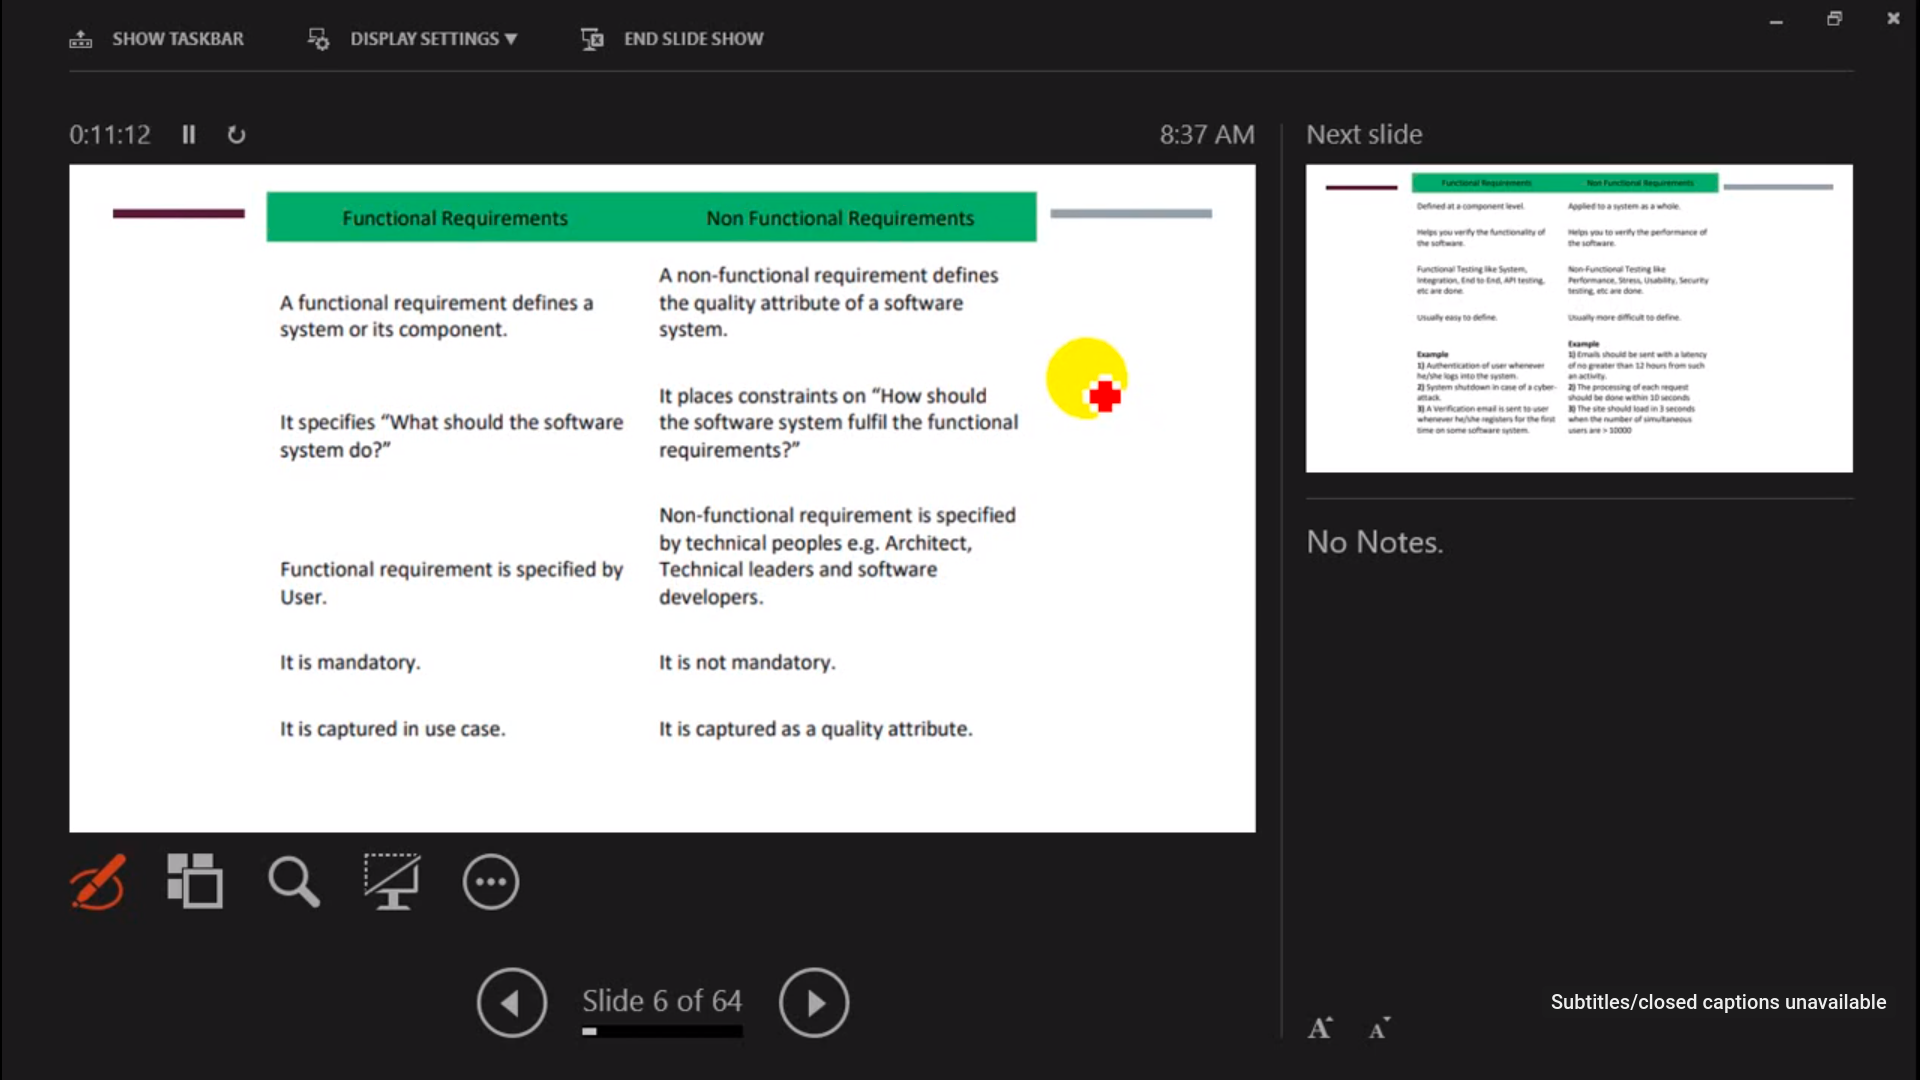 SHOW TASKBAR
DISPLAY SETTINGS
END SLIDE SHOW
0:11:12
8:37 AM
Functional Requirements
Non Functional Requirements
A functional requirement defines a
system or its component.
A non-functional requirement defines
the quality attribute of a software
system.
It specifies “What should the software
system do?”
It places constraints on “How should
the software system fulfil the functional
requirements?”
Functional requirement is specified by
User.
Non-functional requirement is specified
by technical peoples e.g. Architect,
Technical leaders and software
developers.
It is mandatory.
It is not mandatory.
It is captured in use case.
It is captured as a quality attribute.
Slide 6 of 64
Next slide
Functional Requirements
Non Functional Requirements
Defined at a component level.
Applied to a system as a whole.
Helps you verify the functionality of
the software.
Helps you to verify the performance of
the software.
Functional Testing like System,
Integration, End to End, API testing,
etc are done.
Non-Functional Testing like
Performance, Stress, Usability, Security
testing, etc are done.
Usually easy to define.
Usually more difficult to define.
Example
1) Authentication of user whenever
he/she logs into the system.
2) System shutdown in case of a cyber-
attack.
3) A Verification email is sent to user
whenever he/she registers for the first
time on some software system.
Example
1) Emails should be sent with a latency
of no greater than 12 hours from such
an activity.
2) The processing of each request
should be done within 10 seconds
3) The site should load in 3 seconds
when the number of simultaneous
users are > 10000
No Notes.
Subtitles/closed captions unavailable
A A